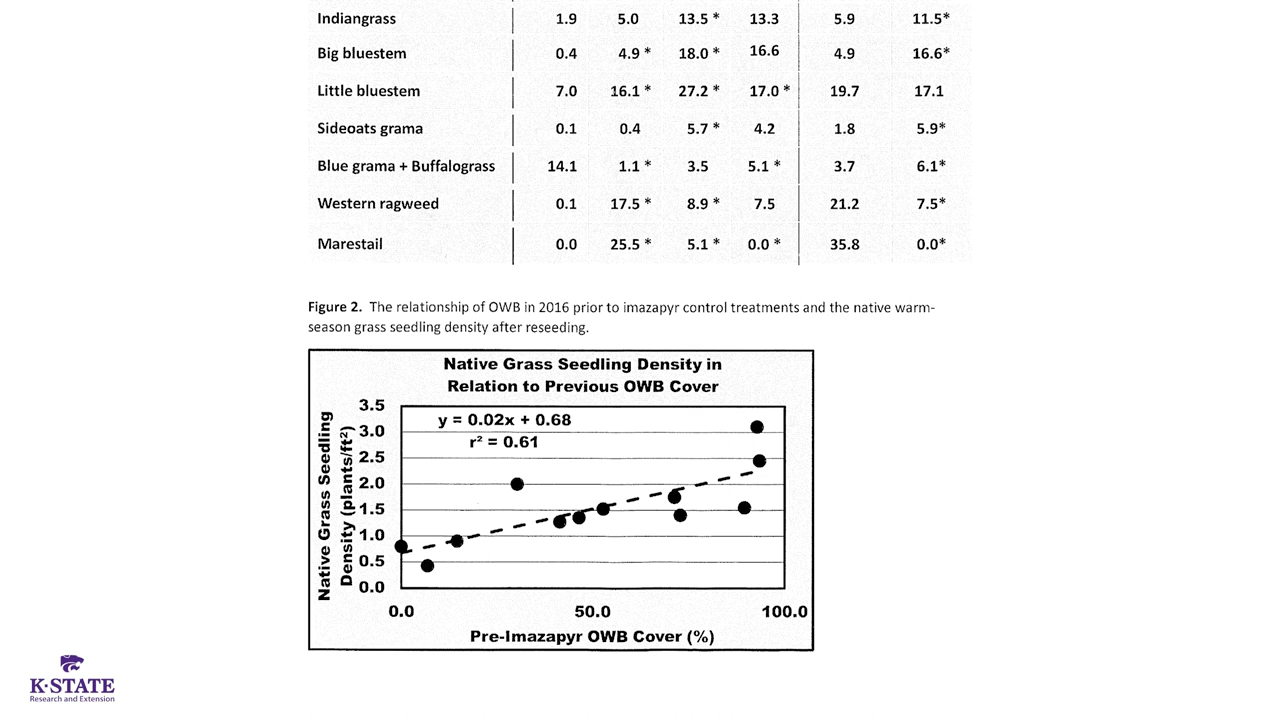 Indiangrass 1.9 5.0 13.5 * 13.3 5.9 11.5*
Big bluestem 0.4 4.9 * 18.0 * 16.6 4.9 16.6*
Little bluestem 7.0 16.1 * 27.2 * 17.0 * 19.7 17.1
Sideoats grama 0.1 0.4 5.7 * 4.2 1.8 5.9*
Blue grama + Buffalograss 14.1 1.1 * 3.5 5.1 * 3.7 6.1*
Western ragweed 0.1 17.5 * 8.9 * 7.5 21.2 7.5*
Marestail 0.0 25.5 * 5.1 * 0.0 * 35.8 0.0*
Figure 2. The relationship of OWB in 2016 prior to imazapyr control treatments and the native warm-
season grass seedling density after reseeding.
Native Grass Seedling Density in
Relation to Previous OWB Cover
Native Grass Seedling
Density (plants/ft²)
3.5
3.0
2.5
2.0
1.5
1.0
0.5
0.0
y = 0.02x + 0.68
r² = 0.61
0.0 50.0 100.0
Pre-Imazapyr OWB Cover (%)
K-STATE
Research and Extension